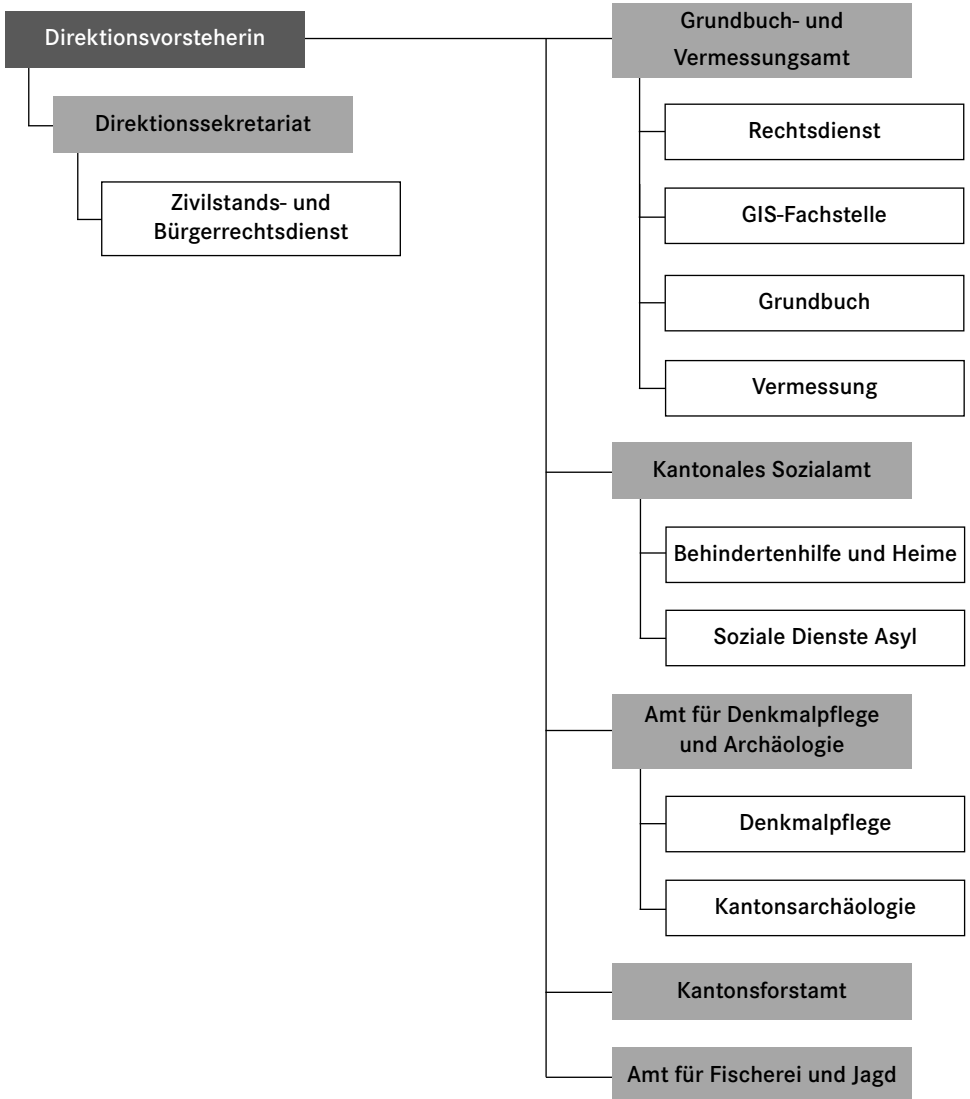 Direktionsvorsteherin
Direktionssekretariat
Zivilstands- und
Bürgerrechtsdienst
Grundbuch- und
Vermessungsamt
Rechtsdienst
GIS-Fachstelle
Grundbuch
Vermessung
Kantonales Sozialamt
Behindertenhilfe und Heime
Soziale Dienste Asyl
Amt für Denkmalpflege
und Archäologie
Denkmalpflege
Kantonsarchäologie
Kantonsforstamt
Amt für Fischerei und Jagd